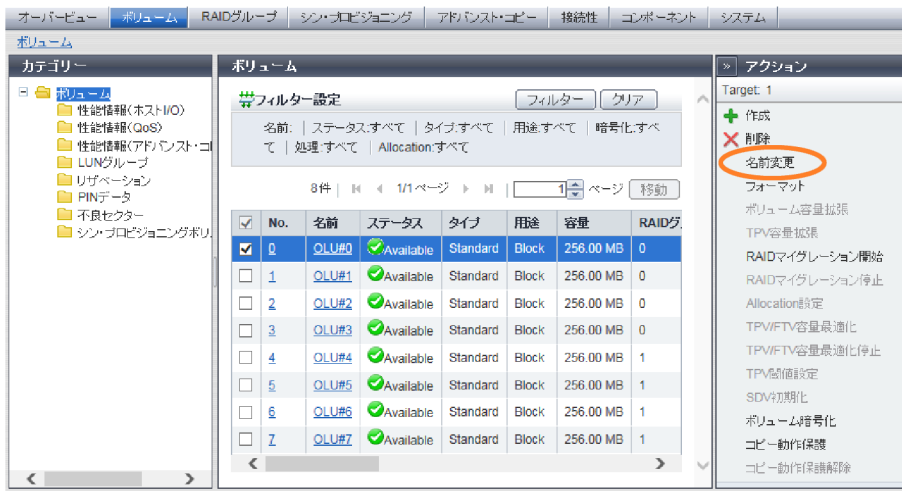 オーバービュー ボリューム RAIDグループ シン・プロビジョニング アドバンスト・コピー 接続性 コンポーネント システム
ボリューム
カテゴリー
ボリューム
性能情報(ホストI/O)
性能情報(QoS)
性能情報(アドバンスト・コ
LUNグループ
リザベーション
PINデータ
不良セクター
シン・プロビジョニングボリ
ボリューム
フィルター設定 フィルター クリア
名前: | ステータス:すべて | タイプ:すべて | 用途:すべて | 暗号化:すべ
て | 処理:すべて | Allocation:すべて
8件 | 1/1 ページ | 1 ページ 移動
No. 名前 ステータス タイプ 用途 容量 RAIDグ
0 OLU#0 Available Standard Block 256.00 MB 0
1 OLU#1 Available Standard Block 256.00 MB 0
2 OLU#2 Available Standard Block 256.00 MB 0
3 OLU#3 Available Standard Block 256.00 MB 0
4 OLU#4 Available Standard Block 256.00 MB 1
5 OLU#5 Available Standard Block 256.00 MB 1
6 OLU#6 Available Standard Block 256.00 MB 1
7 OLU#7 Available Standard Block 256.00 MB 1
» アクション
Target: 1
作成
削除
名前変更
フォーマット
ボリューム容量拡張
TPV容量拡張
RAIDマイグレーション開始
RAIDマイグレーション停止
Allocation設定
TPV/FTV容量最適化
TPV/FTV容量最適化停止
TPV閾値設定
SDV初期化
ボリューム暗号化
コピー動作保護
コピー動作保護解除